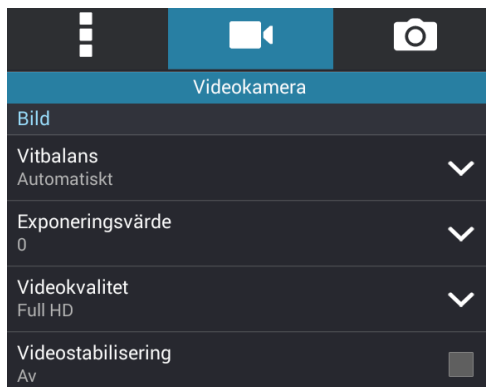 Videokamera
Bild
Vitbalans
Automatiskt
Exponeringsvärde
0
Videokvalitet
Full HD
Videostabilisering
Av